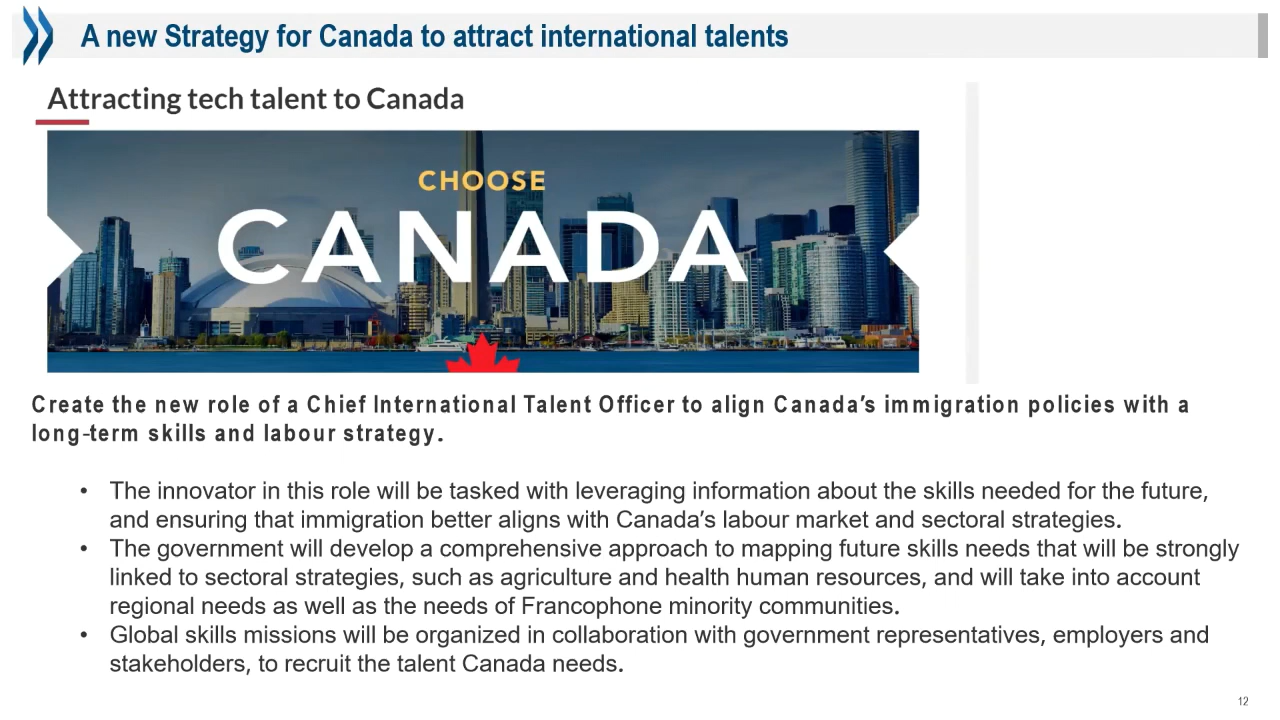 A new Strategy for Canada to attract international talents
Attracting tech talent to Canada
CHOOSE
CANADA
Create the new role of a Chief International Talent Officer to align Canada's immigration policies with a
long-term skills and labour strategy.
• The innovator in this role will be tasked with leveraging information about the skills needed for the future,
and ensuring that immigration better aligns with Canada's labour market and sectoral strategies.
• The government will develop a comprehensive approach to mapping future skills needs that will be strongly
linked to sectoral strategies, such as agriculture and health human resources, and will take into account
regional needs as well as the needs of Francophone minority communities.
• Global skills missions will be organized in collaboration with government representatives, employers and
stakeholders, to recruit the talent Canada needs.
12